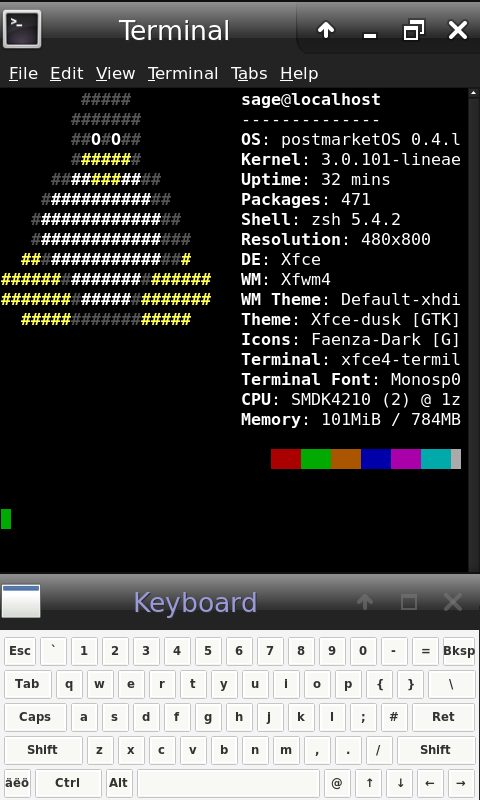 Terminal
File Edit View Terminal Tabs Help
##### sage@localhost
####### --------------
##O#O## OS: postmarketOS 0.4.l
####### Kernel: 3.0.101-lineae
########### Uptime: 32 mins
############# Packages: 471
############### Shell: zsh 5.4.2
################ Resolution: 480x800
################# DE: Xfce
##################### WM: Xfwm4
##################### WM Theme: Default-xhdi
################# Theme: Xfce-dusk [GTK]
Icons: Faenza-Dark [G]
Terminal: xfce4-termil
Terminal Font: Monosp0
CPU: SMDK4210 (2) @ 1z
Memory: 101MiB / 784MB
Keyboard
Esc ` 1 2 3 4 5 6 7 8 9 0 - = Bksp
Tab q w e r t y u i o p { } \
Caps a s d f g h j k l ; # Ret
Shift z x c v b n m , . / Shift
äëö Ctrl Alt @ ↑ ↓ ← →